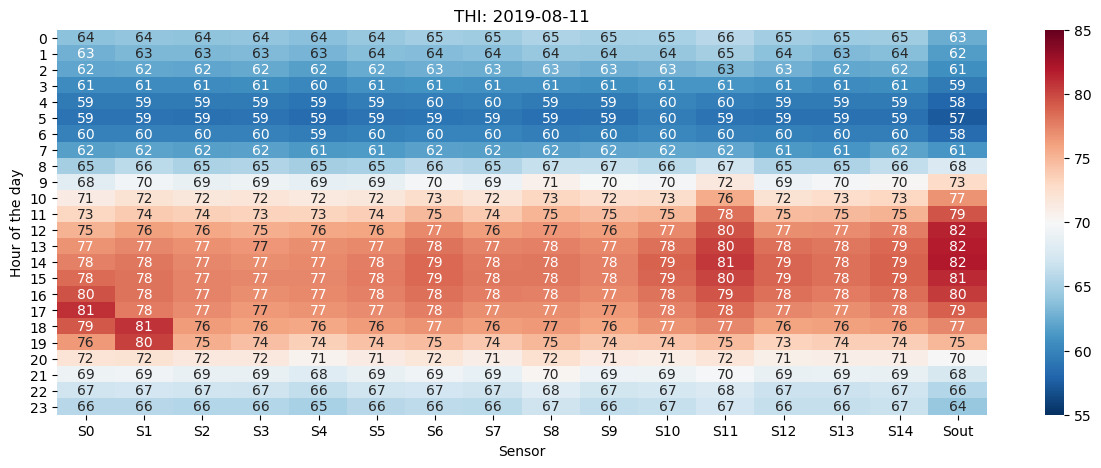 THI: 2019-08-11
Hour of the day
0 64 64 64 64 64 64 65 65 65 65 65 66 65 65 65 63
1 63 63 63 63 63 64 64 64 64 64 64 65 64 63 64 62
2 62 62 62 62 62 62 63 63 63 63 63 63 63 62 62 61
3 61 61 61 61 60 61 61 61 61 61 61 61 61 61 61 59
4 59 59 59 59 59 59 60 60 59 59 60 60 59 59 59 58
5 59 59 59 59 59 59 59 59 59 59 60 59 59 59 59 57
6 60 60 60 60 59 60 60 60 60 60 60 60 60 60 60 58
7 62 62 62 62 61 61 62 62 62 62 62 62 61 61 62 61
8 65 66 65 65 65 65 66 65 67 67 66 67 65 65 66 68
9 68 70 69 69 69 69 70 69 71 70 70 72 69 70 70 73
10 71 72 72 72 72 72 73 72 73 72 73 76 72 73 73 77
11 73 74 74 73 73 74 75 74 75 75 75 78 75 75 75 79
12 75 76 76 75 76 76 77 76 77 76 77 80 77 77 78 82
13 77 77 77 77 77 77 78 77 78 77 78 80 78 78 79 82
14 78 78 77 77 77 78 79 78 78 78 79 81 79 78 79 82
15 78 78 77 77 77 78 79 78 78 78 79 80 79 78 79 81
16 80 78 77 77 77 78 78 78 78 77 78 79 78 78 78 80
17 81 78 77 77 77 77 78 77 77 77 78 78 77 77 78 79
18 79 81 76 76 76 76 77 76 77 76 77 77 76 76 76 77
19 76 80 75 74 74 74 75 74 75 74 74 75 73 74 74 75
20 72 72 72 72 71 71 72 71 72 71 71 72 71 71 71 70
21 69 69 69 69 68 69 69 69 70 69 69 70 69 69 69 68
22 67 67 67 67 66 67 67 67 68 67 67 68 67 67 67 66
23 66 66 66 66 65 66 66 66 67 66 67 67 66 66 67 64
S0 S1 S2 S3 S4 S5 S6 S7 S8 S9 S10 S11 S12 S13 S14 Sout
Sensor
85
80
75
70
65
60
55